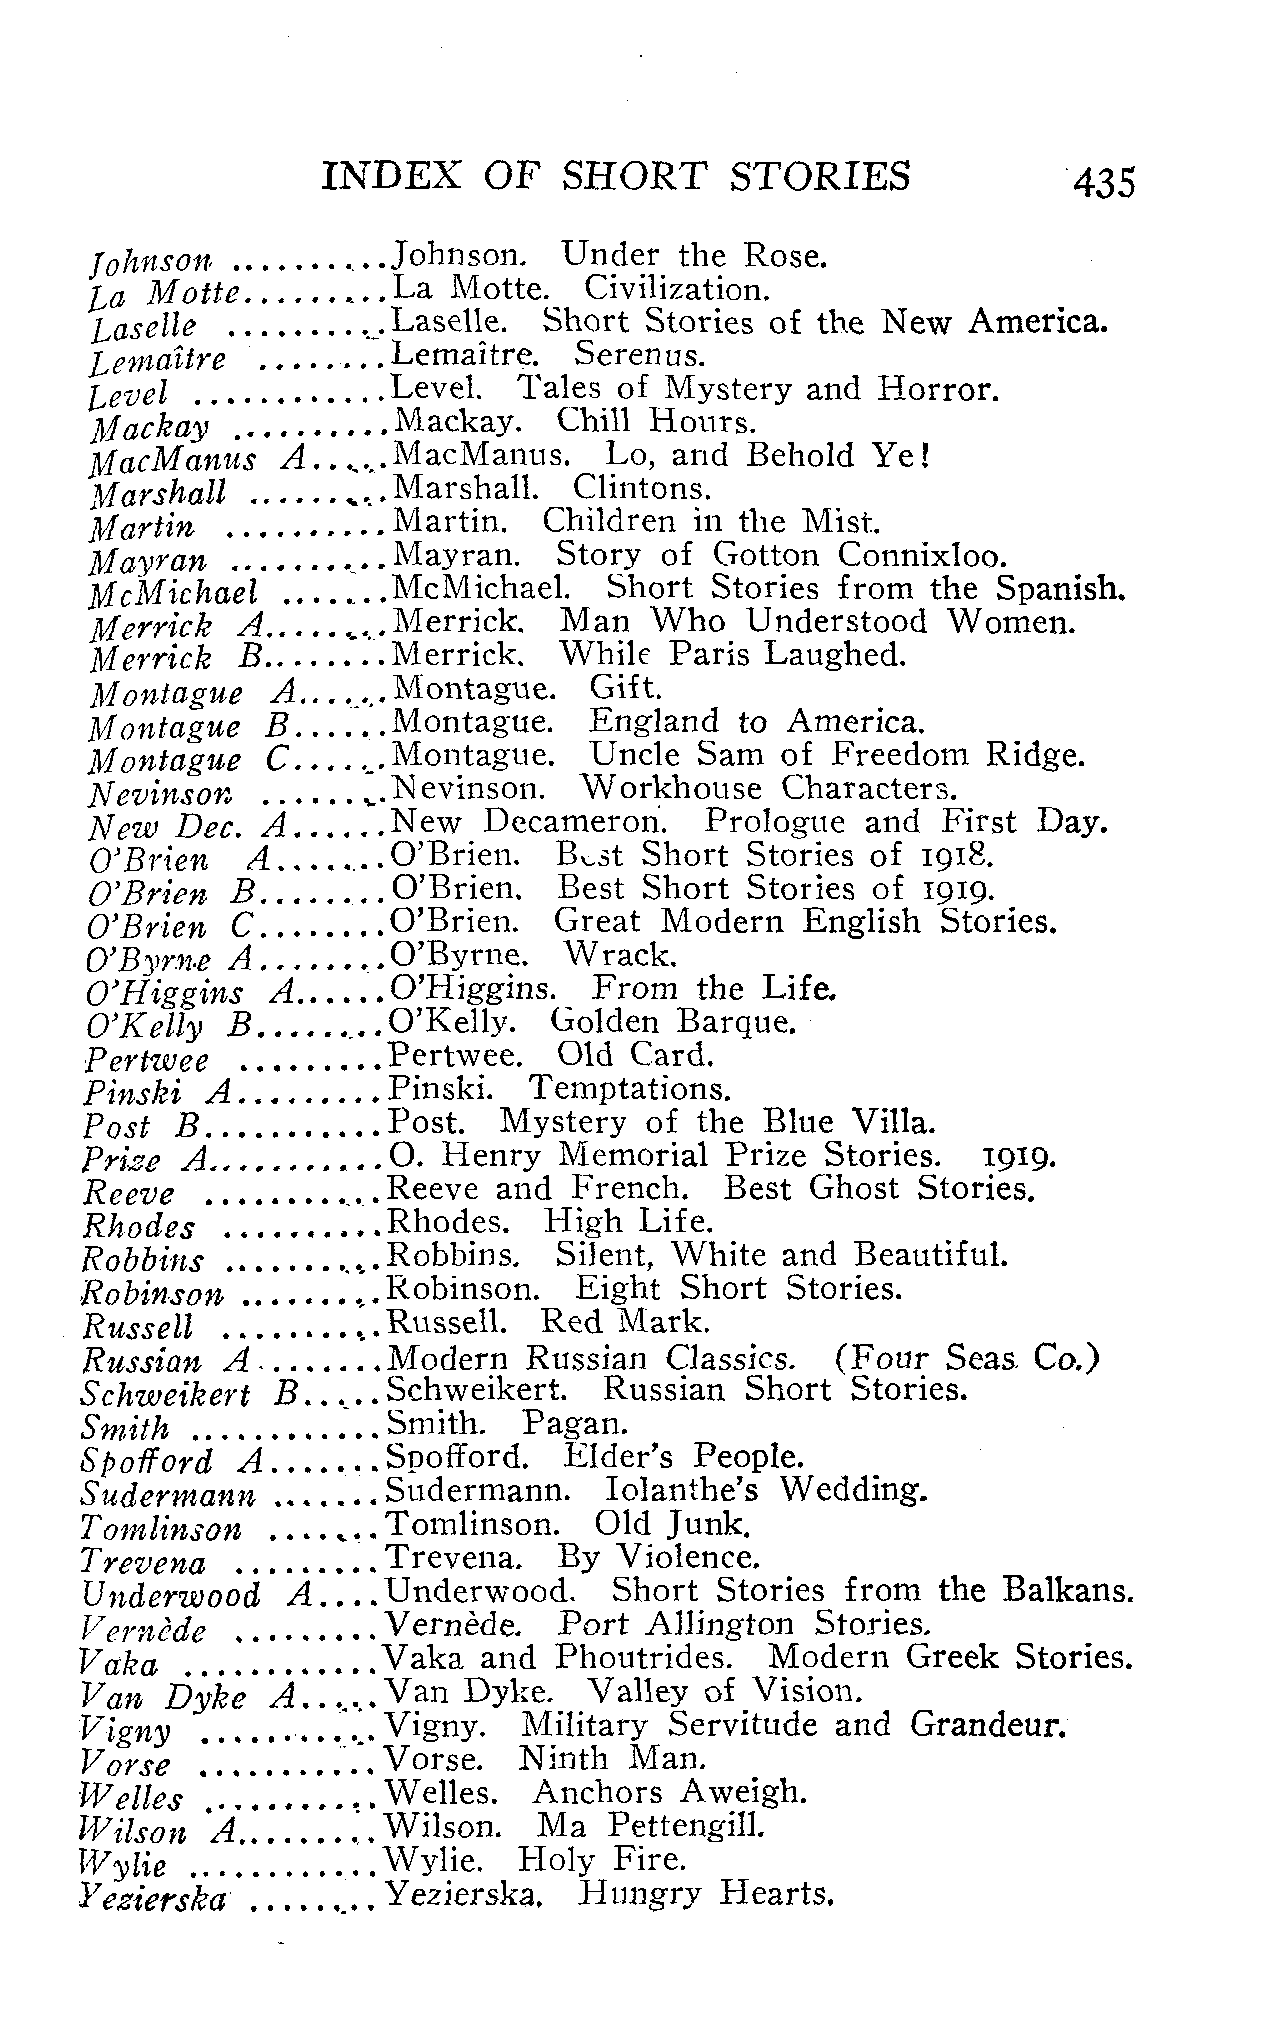 INDEX OF SHORT STORIES 435
Johnson ..........Johnson. Under the Rose.
La Motte.........La Motte. Civilization.
Laselle ..........Laselle. Short Stories of the New America.
Lemaître ........Lemaître. Serenus.
Level ............Level. Tales of Mystery and Horror.
Mackay ..........Mackay. Chill Hours.
MacManus A.....MacManus. Lo, and Behold Ye!
Marshall .........Marshall. Clintons.
Martin ..........Martin. Children in the Mist.
Mayran ..........Mayran. Story of Gotton Connixloo.
McMichael .......McMichael. Short Stories from the Spanish.
Merrick A........Merrick. Man Who Understood Women.
Merrick B........Merrick. While Paris Laughed.
Montague A......Montague. Gift.
Montague B......Montague. England to America.
Montague C......Montague. Uncle Sam of Freedom Ridge.
Nevinson ........Nevinson. Workhouse Characters.
New Dec. A......New Decameron. Prologue and First Day.
O'Brien A.......O'Brien. Best Short Stories of 1918.
O'Brien B........O'Brien. Best Short Stories of 1919.
O'Brien C........O'Brien. Great Modern English Stories.
O'Byrne A........O'Byrne. Wrack.
O'Higgins A......O'Higgins. From the Life.
O'Kelly B........O'Kelly. Golden Barque.
Pertwee .........Pertwee. Old Card.
Pinski A.........Pinski. Temptations.
Post B...........Post. Mystery of the Blue Villa.
Prize A...........O. Henry Memorial Prize Stories. 1919.
Reeve ...........Reeve and French. Best Ghost Stories.
Rhodes ..........Rhodes. High Life.
Robbins ..........Robbins. Silent, White and Beautiful.
Robinson .........Robinson. Eight Short Stories.
Russell ..........Russell. Red Mark.
Russian A........Modern Russian Classics. (Four Seas Co.)
Schweikert B.....Schweikert. Russian Short Stories.
Smith ............Smith. Pagan.
Spofford A.......Spofford. Elder's People.
Sudermann .......Sudermann. Iolanthe's Wedding.
Tomlinson .......Tomlinson. Old Junk.
Trevena .........Trevena. By Violence.
Underwood A....Underwood. Short Stories from the Balkans.
Vernède .........Vernède. Port Allington Stories.
Vaka ............Vaka and Phoutrides. Modern Greek Stories.
Van Dyke A.....Van Dyke. Valley of Vision.
Vigny ...........Vigny. Military Servitude and Grandeur.
Vorse ...........Vorse. Ninth Man.
Welles ...........Welles. Anchors Aweigh.
Wilson A.........Wilson. Ma Pettengill.
Wylie ............Wylie. Holy Fire.
Yezierska ........Yezierska. Hungry Hearts.